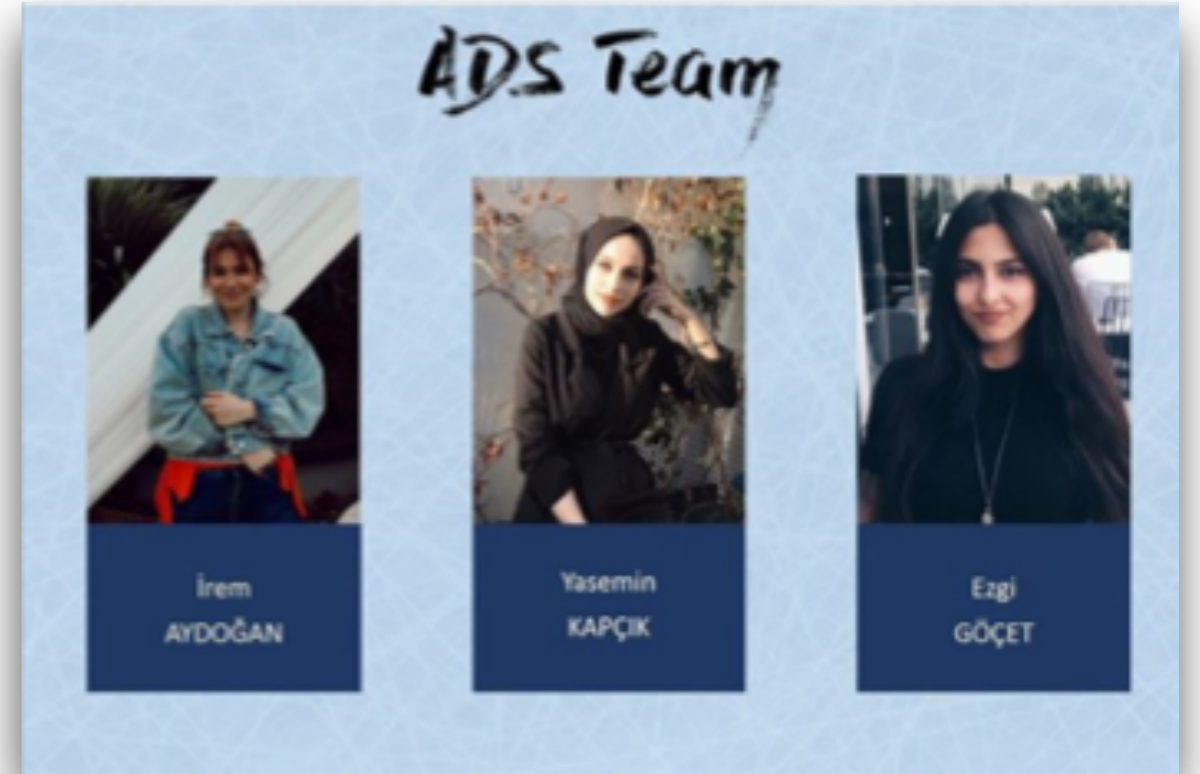 ADS Team
İrem
AYDOĞAN
Yasemin
KAPÇIK
Ezgi
GÖÇET